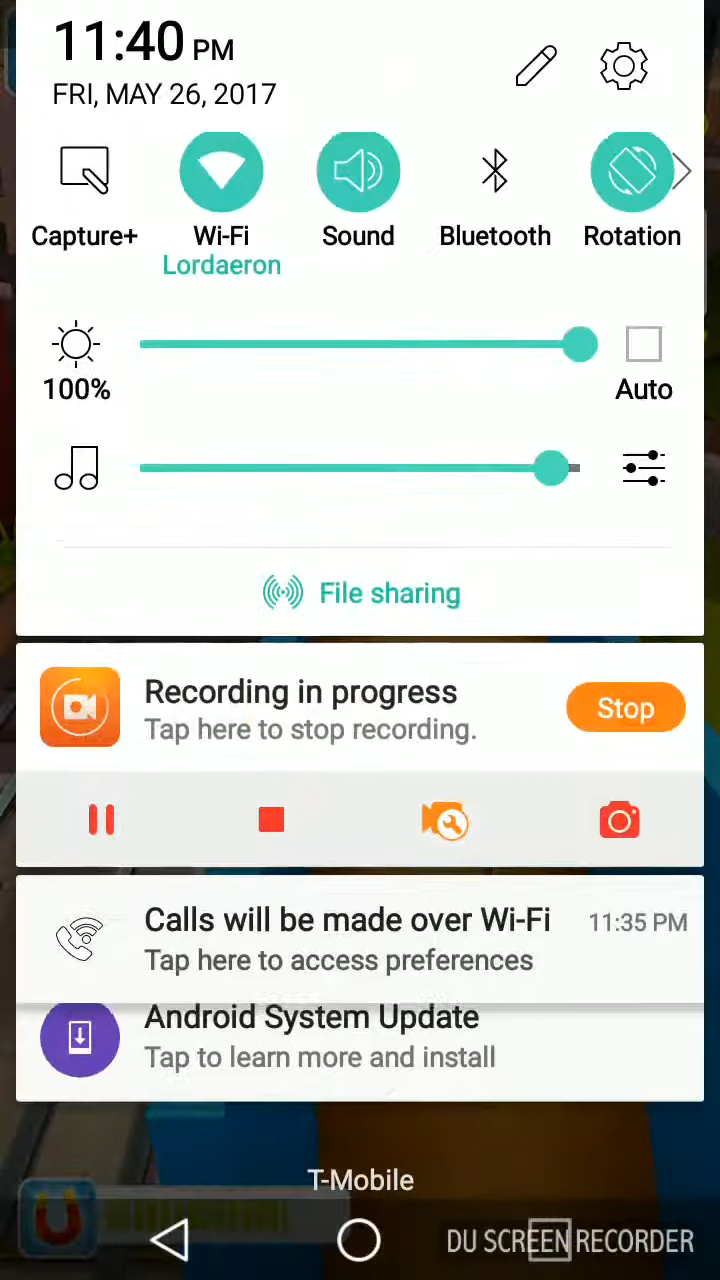 11:40 PM
FRI, MAY 26, 2017
Capture+
Wi-Fi
Lordaeron
Sound
Bluetooth
Rotation
100%
Auto
File sharing
Recording in progress
Tap here to stop recording.
Stop
Calls will be made over Wi-Fi
11:35 PM
Tap here to access preferences
Android System Update
Tap to learn more and install
T-Mobile
DU SCREEN RECORDER